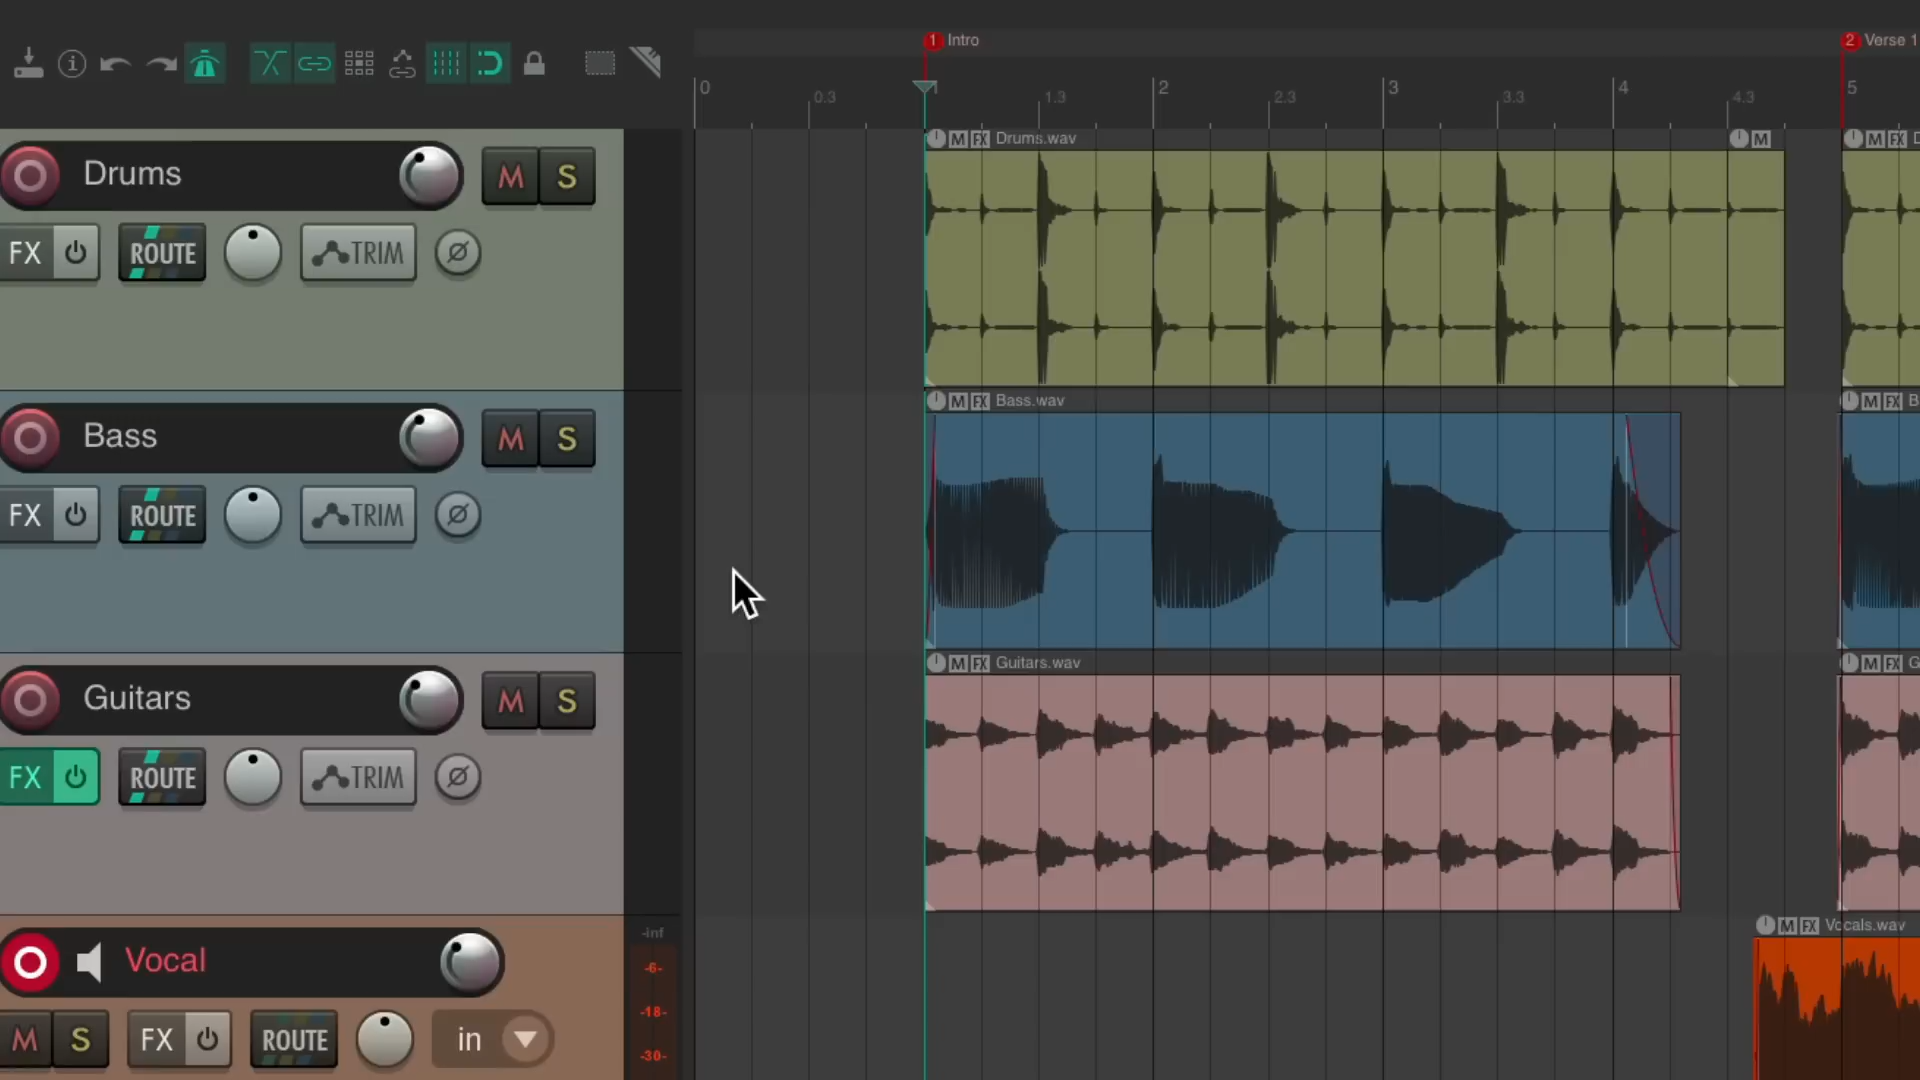 1 Intro
2 Verse 1
0 0.3 1 1.3 2 2.3 3 3.3 4 4.3 5
M FX Drums.wav
M
M FX D
Drums
M S
FX ROUTE TRIM
M FX Bass.wav
M FX B
Bass
M S
FX ROUTE TRIM
M FX Guitars.wav
M FX G
Guitars
M S
FX ROUTE TRIM
M FX Vocals.wav
-inf
Vocal
-6-
-18-
M S FX ROUTE in
-30-